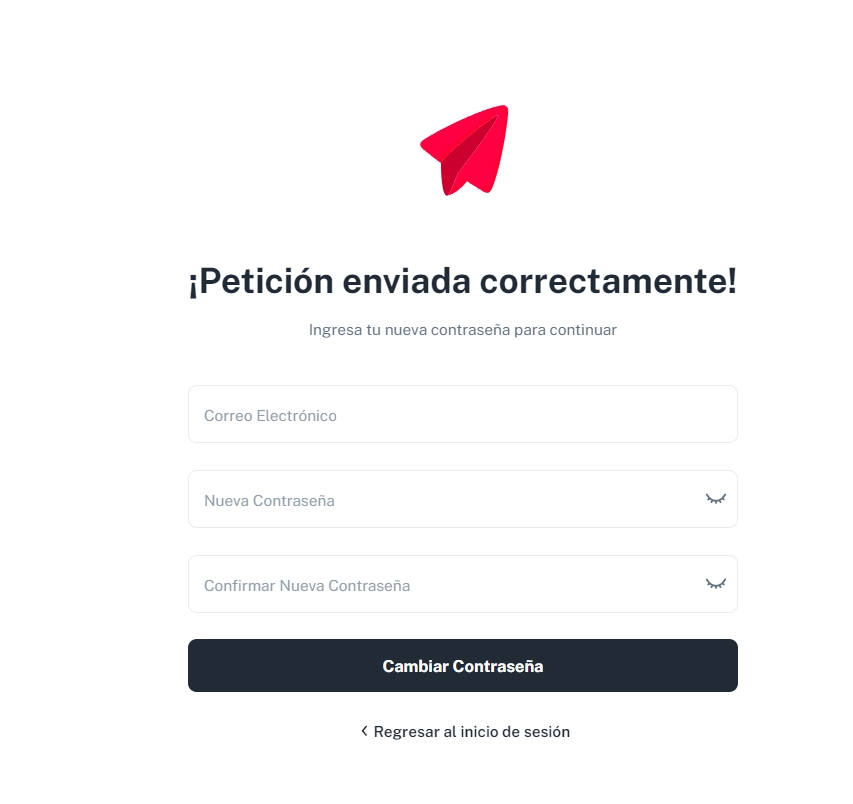 ¡Petición enviada correctamente!
Ingresa tu nueva contraseña para continuar
Correo Electrónico
Nueva Contraseña
Confirmar Nueva Contraseña
Cambiar Contraseña
Regresar al inicio de sesión